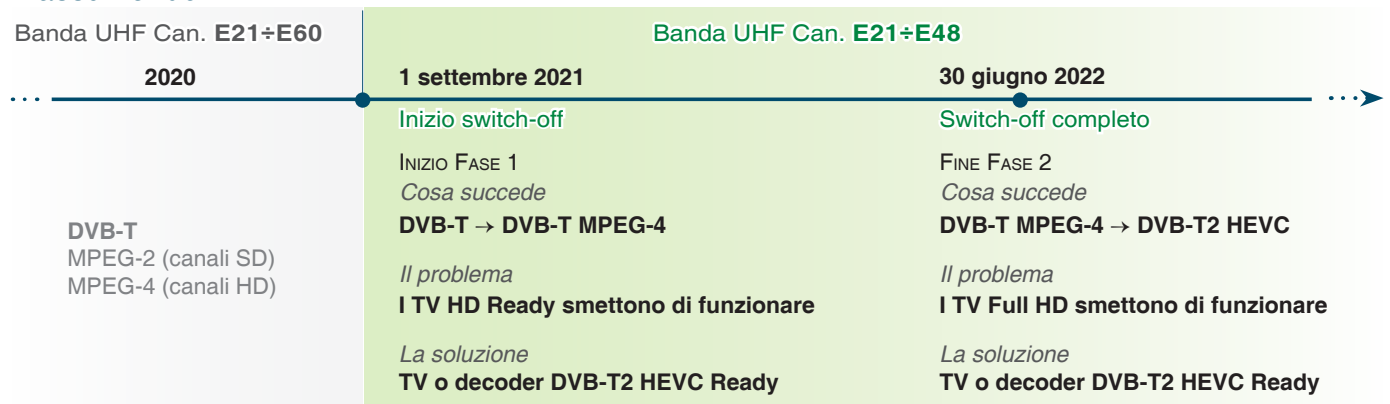 Banda UHF Can. E21÷E60
Banda UHF Can. E21÷E48
2020
1 settembre 2021
30 giugno 2022
Inizio switch-off
Switch-off completo
DVB-T
MPEG-2 (canali SD)
MPEG-4 (canali HD)
Inizio Fase 1
Cosa succede
DVB-T → DVB-T MPEG-4
Il problema
I TV HD Ready smettono di funzionare
La soluzione
TV o decoder DVB-T2 HEVC Ready
Fine Fase 2
Cosa succede
DVB-T MPEG-4 → DVB-T2 HEVC
Il problema
I TV Full HD smettono di funzionare
La soluzione
TV o decoder DVB-T2 HEVC Ready